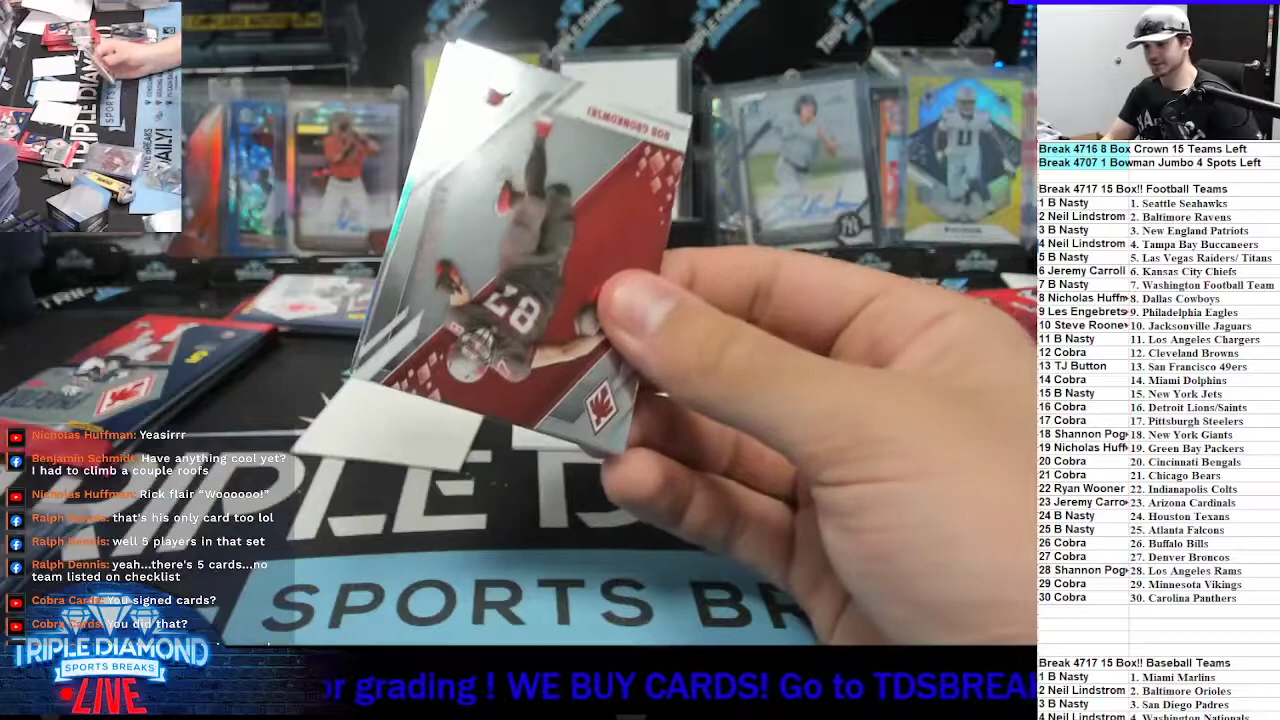 ROB GRONKOWSKI
87
TRIPLE DIA
SPORTS
DAILY!
SPORTS BR
Nicholas Huffman: Yeasirrr
Benjamin Schmidt: Have anything cool yet?
I had to climb a couple roofs
Nicholas Huffman: Rick flair “Woooooo!”
Ralph Dennis: that's his only card too lol
Ralph Dennis: well 5 players in that set
Ralph Dennis: yeah...there's 5 cards...no
team listed on checklist
Cobra Cards: You signed cards?
Cobra Cards: You did that?
TRIPLE DIAMOND
SPORTS BREAKS
LIVE
or grading ! WE BUY CARDS! Go to TDSBREA
Break 4716 8 Box Crown 15 Teams Left
Break 4707 1 Bowman Jumbo 4 Spots Left
Break 4717 15 Box!! Football Teams
1 B Nasty 1. Seattle Seahawks
2 Neil Lindstrom 2. Baltimore Ravens
3 B Nasty 3. New England Patriots
4 Neil Lindstrom 4. Tampa Bay Buccaneers
5 B Nasty 5. Las Vegas Raiders/ Titans
6 Jeremy Carroll 6. Kansas City Chiefs
7 B Nasty 7. Washington Football Team
8 Nicholas Huffm 8. Dallas Cowboys
9 Les Engebrets 9. Philadelphia Eagles
10 Steve Roone 10. Jacksonville Jaguars
11 B Nasty 11. Los Angeles Chargers
12 Cobra 12. Cleveland Browns
13 TJ Button 13. San Francisco 49ers
14 Cobra 14. Miami Dolphins
15 B Nasty 15. New York Jets
16 Cobra 16. Detroit Lions/Saints
17 Cobra 17. Pittsburgh Steelers
18 Shannon Pog 18. New York Giants
19 Nicholas Huff 19. Green Bay Packers
20 Cobra 20. Cincinnati Bengals
21 Cobra 21. Chicago Bears
22 Ryan Wooner 22. Indianapolis Colts
23 Jeremy Carro 23. Arizona Cardinals
24 B Nasty 24. Houston Texans
25 B Nasty 25. Atlanta Falcons
26 Cobra 26. Buffalo Bills
27 Cobra 27. Denver Broncos
28 Shannon Pog 28. Los Angeles Rams
29 Cobra 29. Minnesota Vikings
30 Cobra 30. Carolina Panthers
Break 4717 15 Box!! Football Teams
1 B Nasty 1. Miami Marlins
2 Neil Lindstrom 2. Baltimore Orioles
3 B Nasty 3. San Diego Padres
4 Neil Lindstrom 4. Washington Nationals